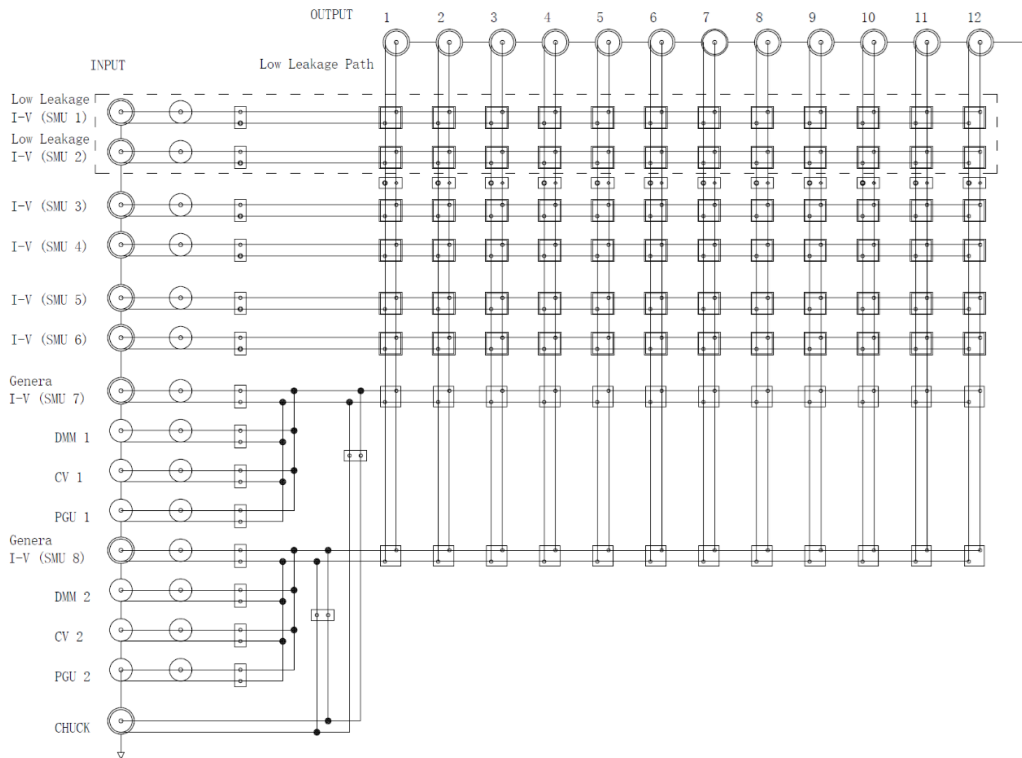 OUTPUT
1 2 3 4 5 6 7 8 9 10 11 12
INPUT
Low Leakage Path
Low Leakage
I-V (SMU 1)
Low Leakage
I-V (SMU 2)
I-V (SMU 3)
I-V (SMU 4)
I-V (SMU 5)
I-V (SMU 6)
Genera
I-V (SMU 7)
DMM 1
CV 1
PGU 1
Genera
I-V (SMU 8)
DMM 2
CV 2
PGU 2
CHUCK